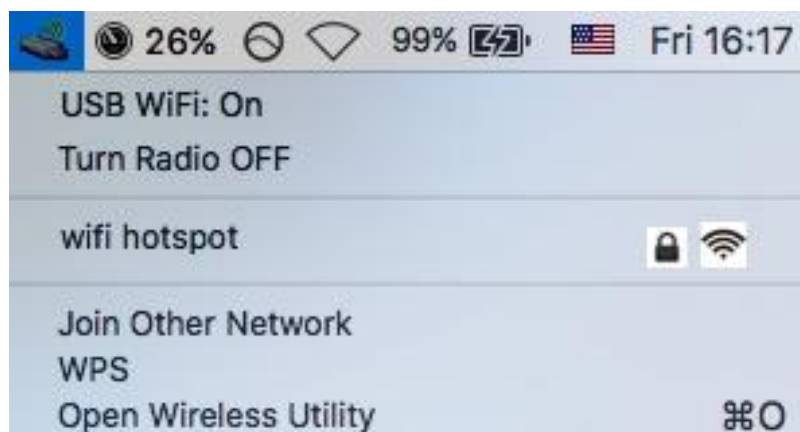 26% 99% Fri 16:17
USB WiFi: On
Turn Radio OFF
wifi hotspot
Join Other Network
WPS
Open Wireless Utility ⌘O